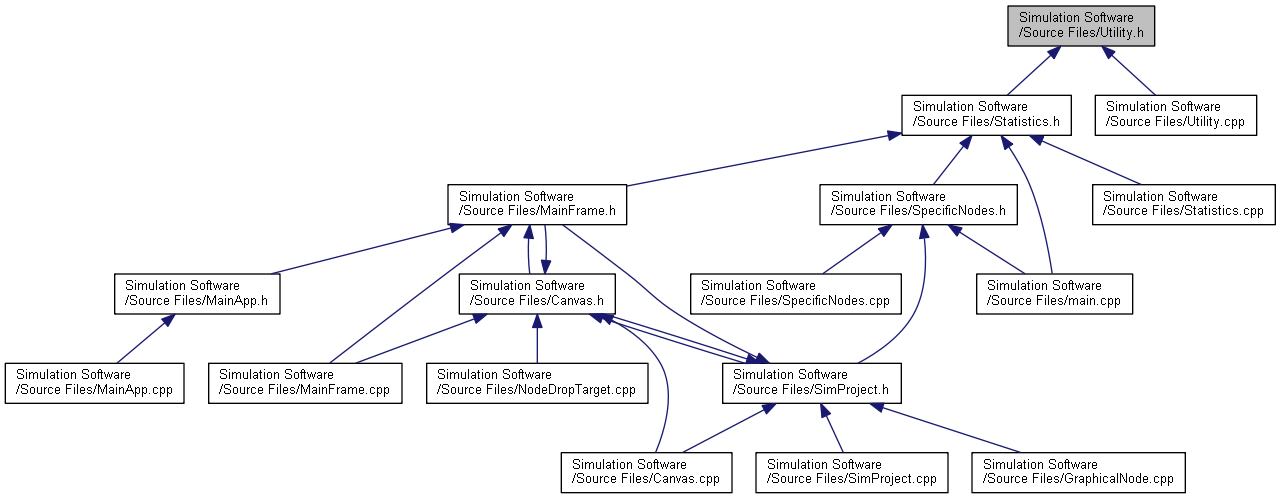 Simulation Software
/Source Files/Utility.h
Simulation Software
/Source Files/Statistics.h
Simulation Software
/Source Files/Utility.cpp
Simulation Software
/Source Files/MainFrame.h
Simulation Software
/Source Files/SpecificNodes.h
Simulation Software
/Source Files/Statistics.cpp
Simulation Software
/Source Files/MainApp.h
Simulation Software
/Source Files/Canvas.h
Simulation Software
/Source Files/SpecificNodes.cpp
Simulation Software
/Source Files/main.cpp
Simulation Software
/Source Files/MainApp.cpp
Simulation Software
/Source Files/MainFrame.cpp
Simulation Software
/Source Files/NodeDropTarget.cpp
Simulation Software
/Source Files/SimProject.h
Simulation Software
/Source Files/Canvas.cpp
Simulation Software
/Source Files/SimProject.cpp
Simulation Software
/Source Files/GraphicalNode.cpp